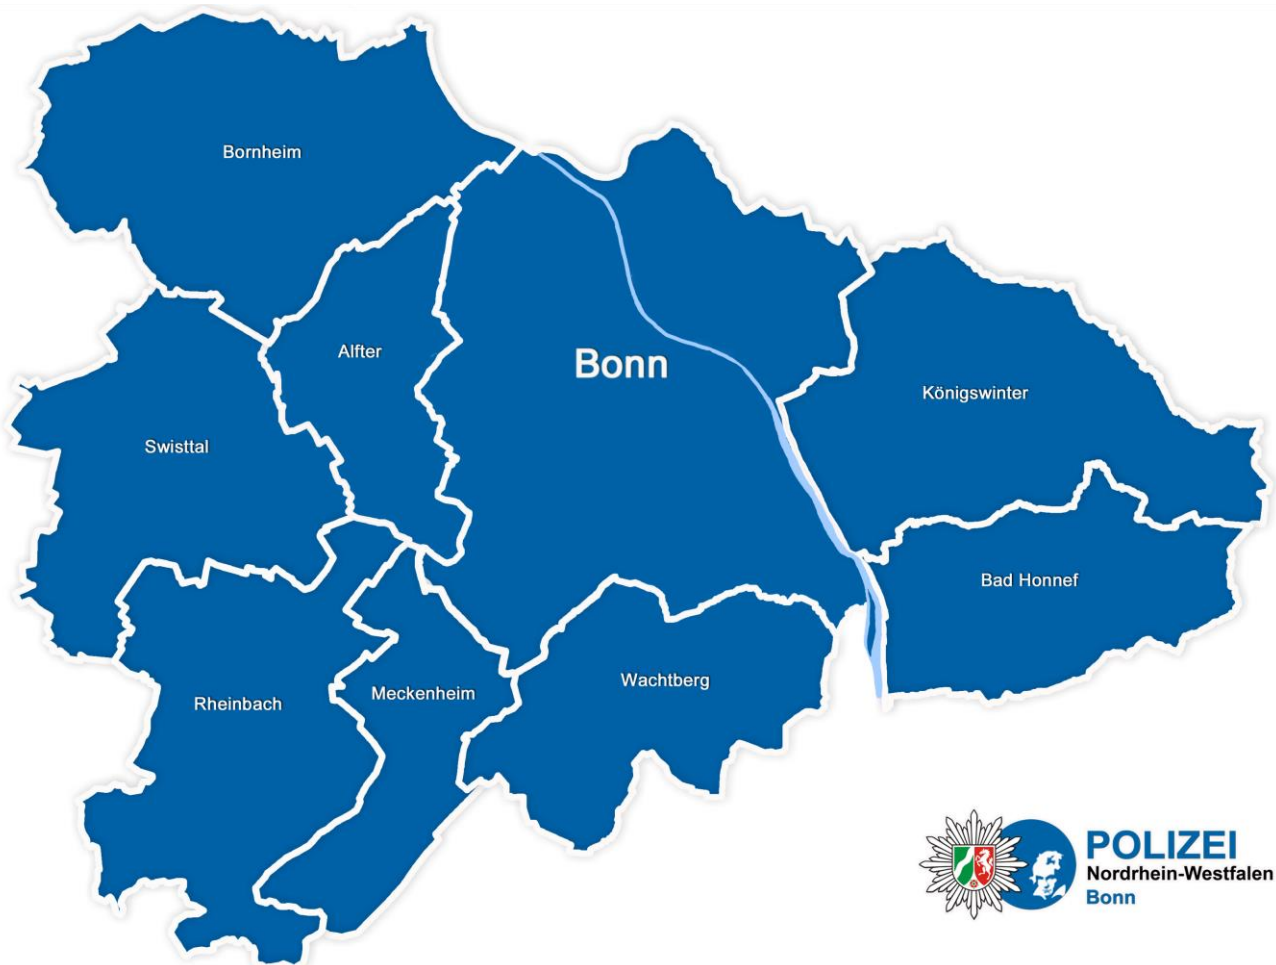 Bornheim
Alfter
Bonn
Königswinter
Swisttal
Bad Honnef
Wachtberg
Meckenheim
Rheinbach
POLIZEI
Nordrhein-Westfalen
Bonn